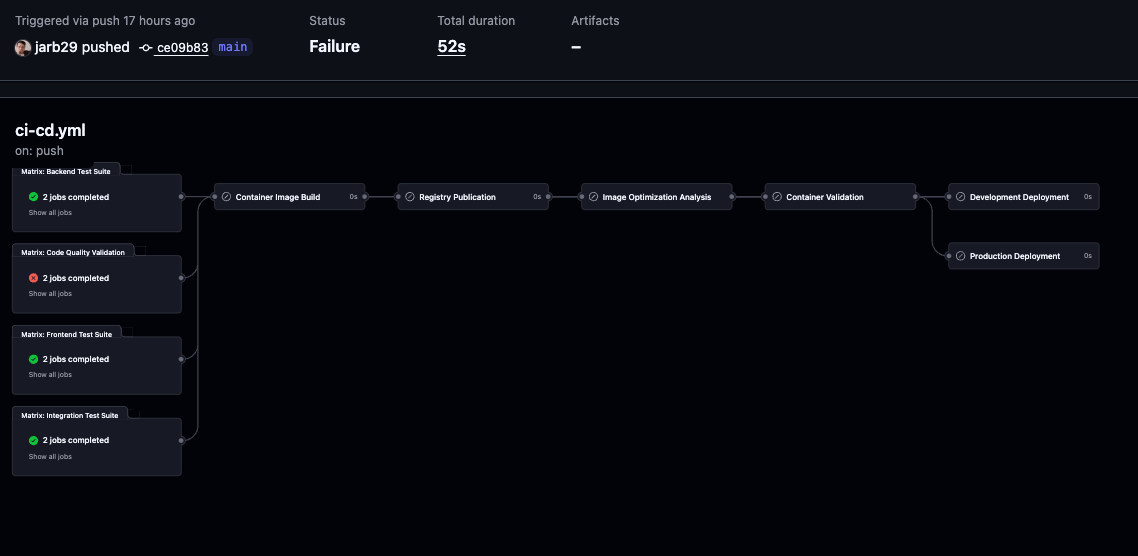 Triggered via push 17 hours ago
Status
Total duration
Artifacts
jarb29 pushed ce09b83 main
Failure
52s
–
ci-cd.yml
on: push
Matrix: Backend Test Suite
2 jobs completed
Show all jobs
Container Image Build 0s
Registry Publication 0s
Image Optimization Analysis
Container Validation
Development Deployment 0s
Matrix: Code Quality Validation
2 jobs completed
Show all jobs
Production Deployment 0s
Matrix: Frontend Test Suite
2 jobs completed
Show all jobs
Matrix: Integration Test Suite
2 jobs completed
Show all jobs